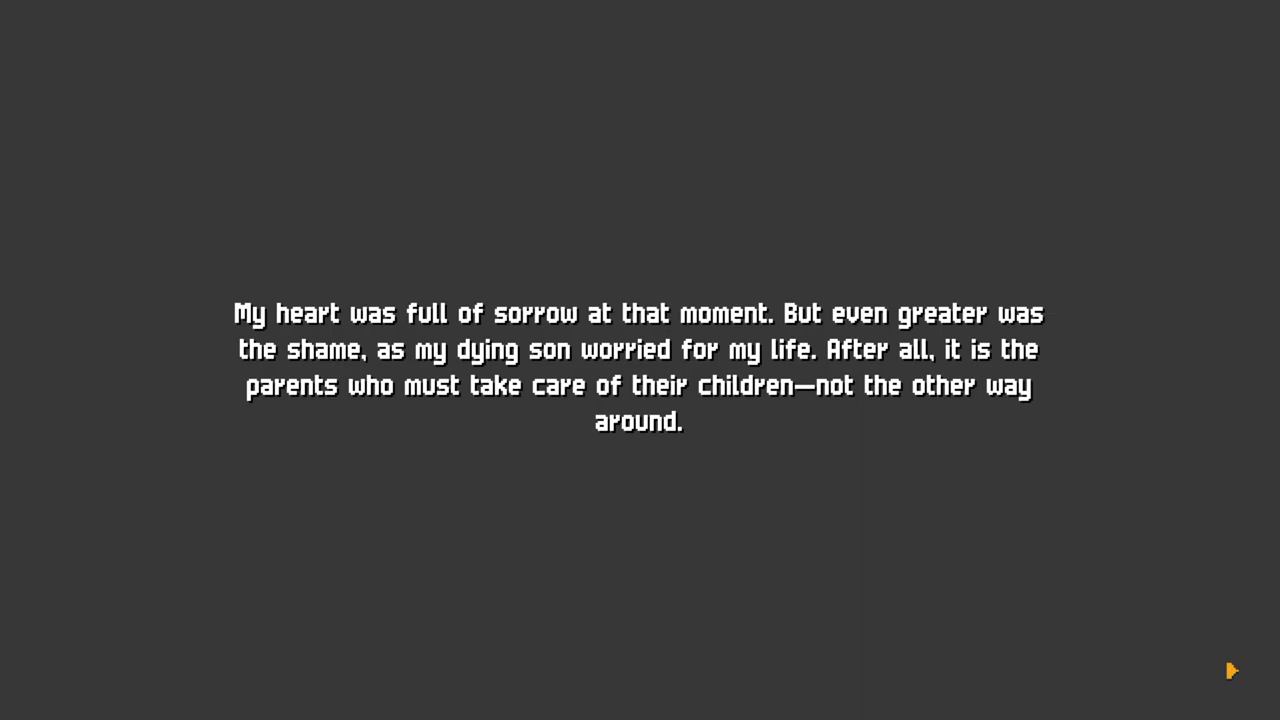 My heart was full of sorrow at that moment. But even greater was
the shame, as my dying son worried for my life. After all, it is the
parents who must take care of their children—not the other way
around.